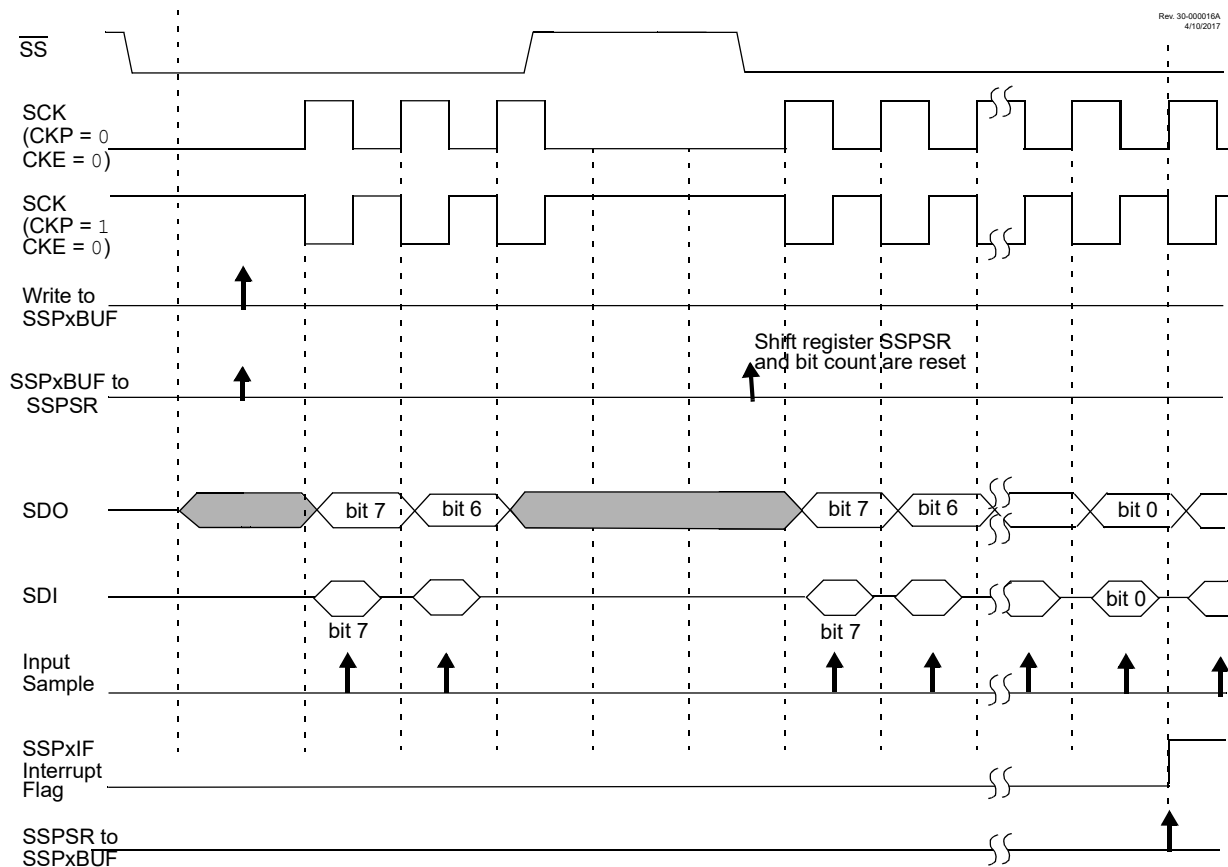 Rev. 30-000016A
4/10/2017
SS
SCK
(CKP = 0
CKE = 0)
SCK
(CKP = 1
CKE = 0)
Write to
SSPxBUF
Shift register SSPSR
and bit count are reset
SSPxBUF to
SSPSR
SDO
bit 7
bit 6
bit 7
bit 6
bit 0
SDI
bit 0
bit 7
bit 7
Input
Sample
SSPxIF
Interrupt
Flag
SSPSR to
SSPxBUF